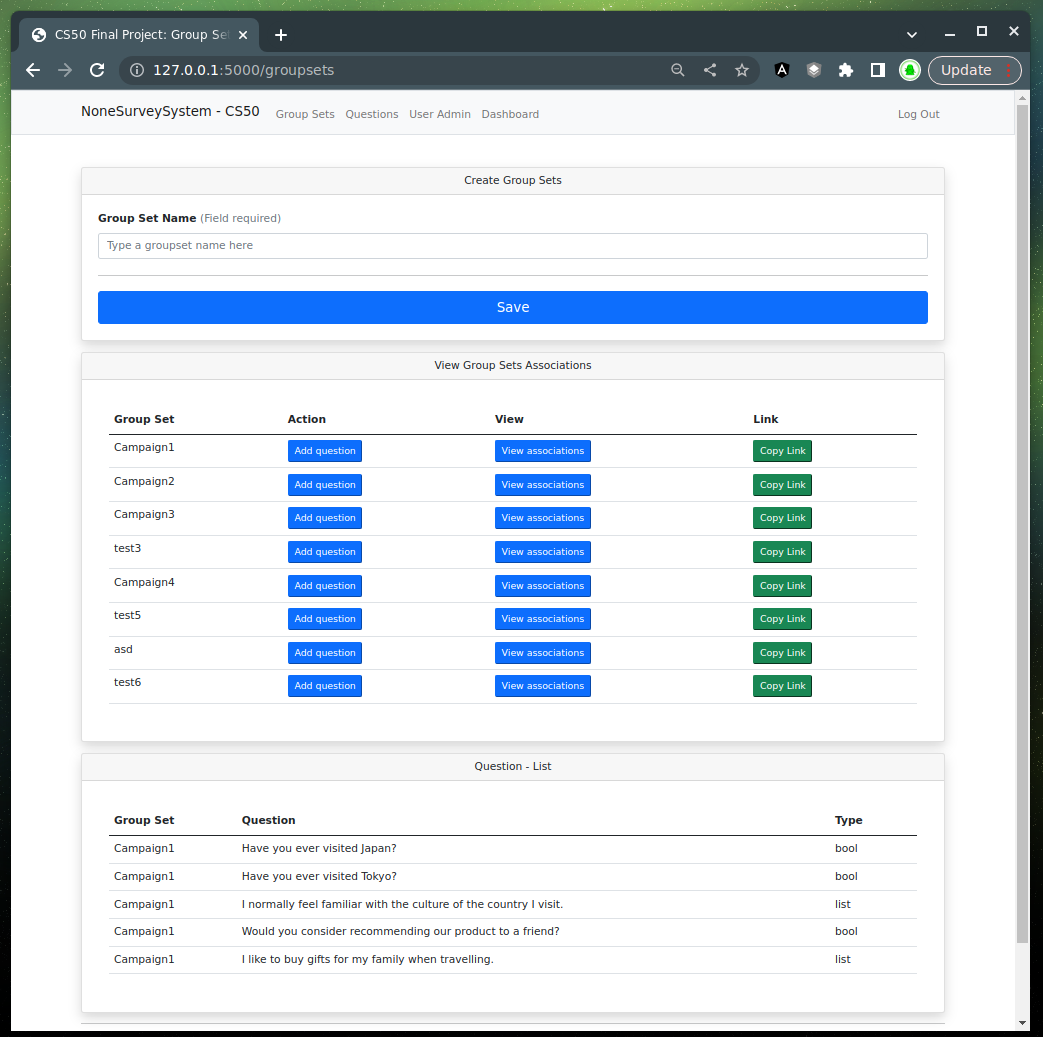 CS50 Final Project: Group Se
127.0.0.1:5000/groupsets
Update
NoneSurveySystem - CS50 Group Sets Questions User Admin Dashboard Log Out
Create Group Sets
Group Set Name (Field required)
Type a groupset name here
Save
View Group Sets Associations
Group Set Action View Link
Campaign1 Add question View associations Copy Link
Campaign2 Add question View associations Copy Link
Campaign3 Add question View associations Copy Link
test3 Add question View associations Copy Link
Campaign4 Add question View associations Copy Link
test5 Add question View associations Copy Link
asd Add question View associations Copy Link
test6 Add question View associations Copy Link
Question - List
Group Set Question Type
Campaign1 Have you ever visited Japan? bool
Campaign1 Have you ever visited Tokyo? bool
Campaign1 I normally feel familiar with the culture of the country I visit. list
Campaign1 Would you consider recommending our product to a friend? bool
Campaign1 I like to buy gifts for my family when travelling. list